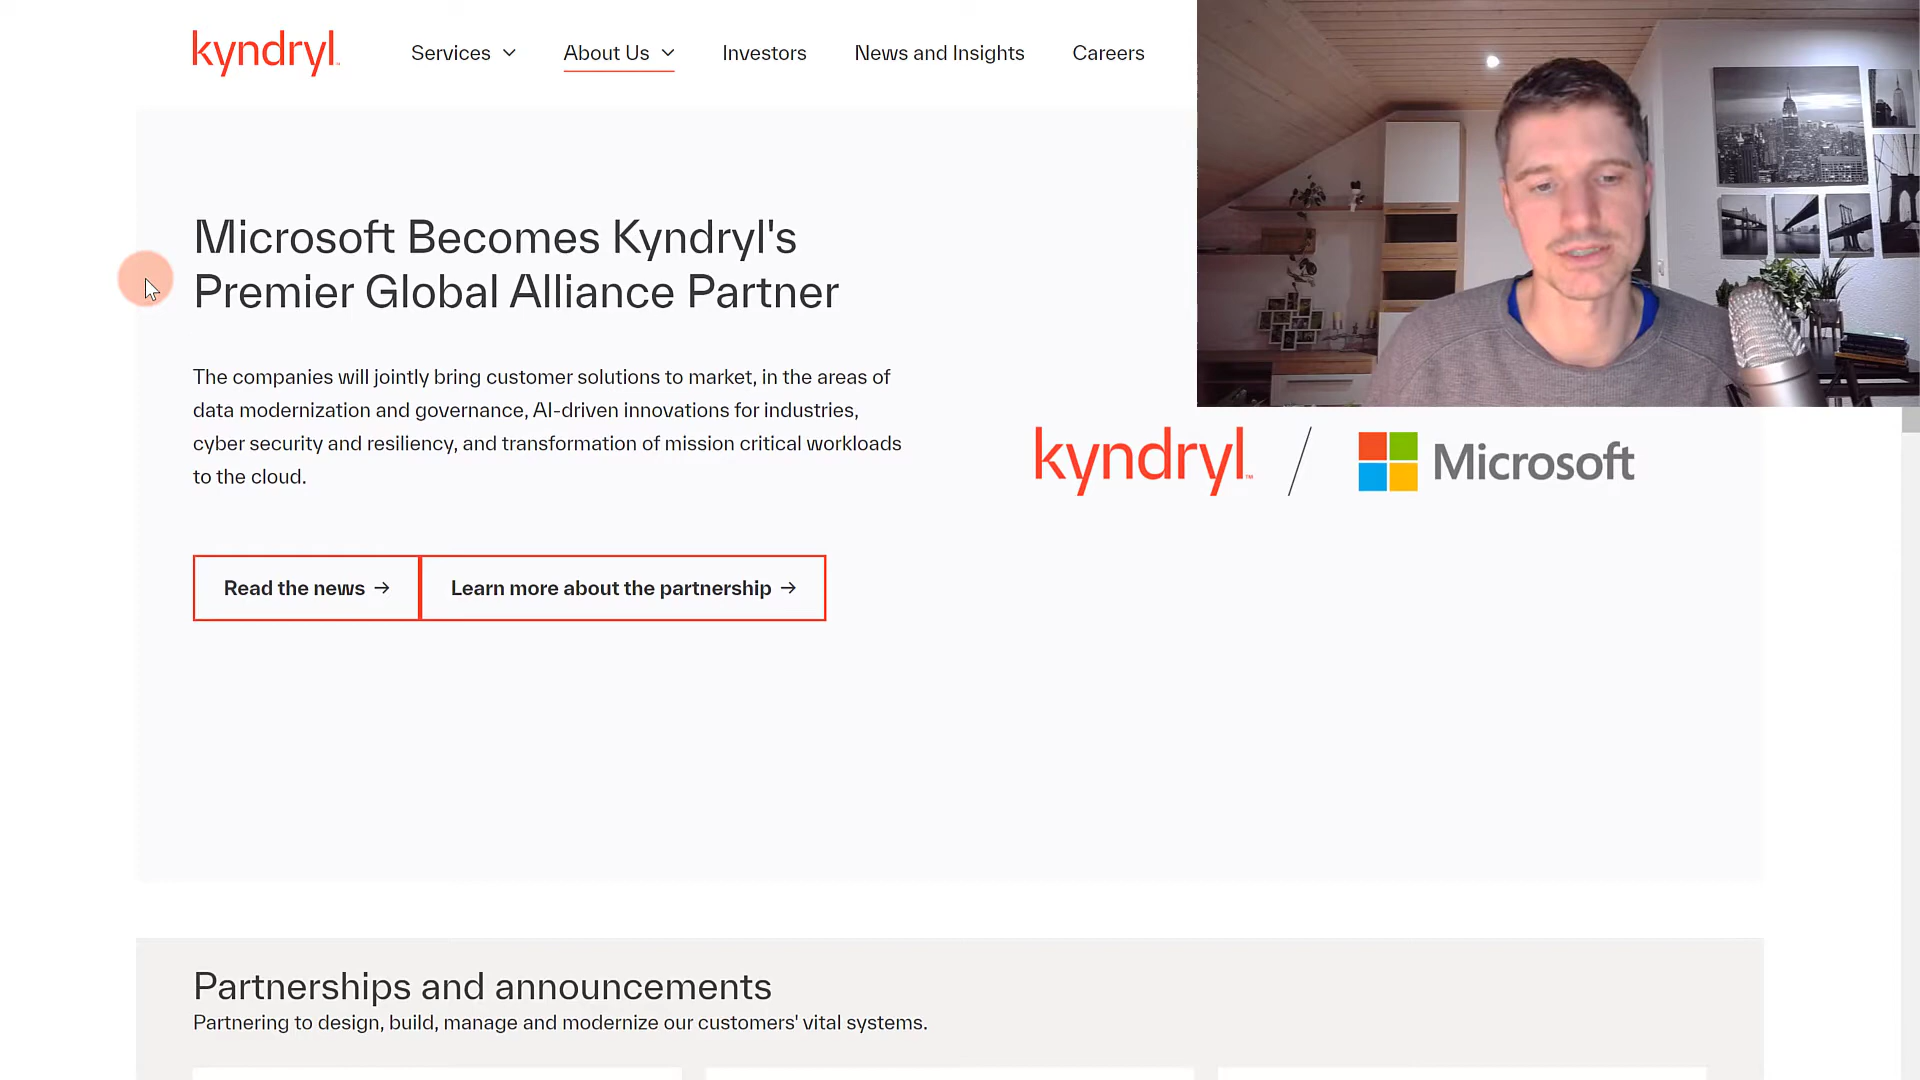 kyndryl
Services
About Us
Investors
News and Insights
Careers
Microsoft Becomes Kyndryl's
Premier Global Alliance Partner
The companies will jointly bring customer solutions to market, in the areas of
data modernization and governance, AI-driven innovations for industries,
cyber security and resiliency, and transformation of mission critical workloads
to the cloud.
kyndryl™ / Microsoft
Read the news →
Learn more about the partnership →
Partnerships and announcements
Partnering to design, build, manage and modernize our customers' vital systems.